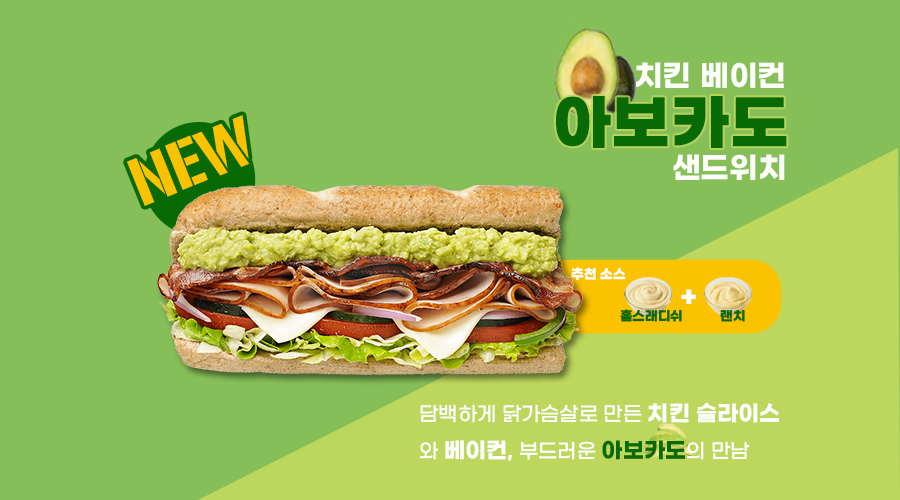 치킨 베이컨
아보카도
샌드위치
NEW
추천 소스
홀스래디쉬 + 랜치
담백하게 닭가슴살로 만든 치킨 슬라이스
와 베이컨, 부드러운 아보카도의 만남